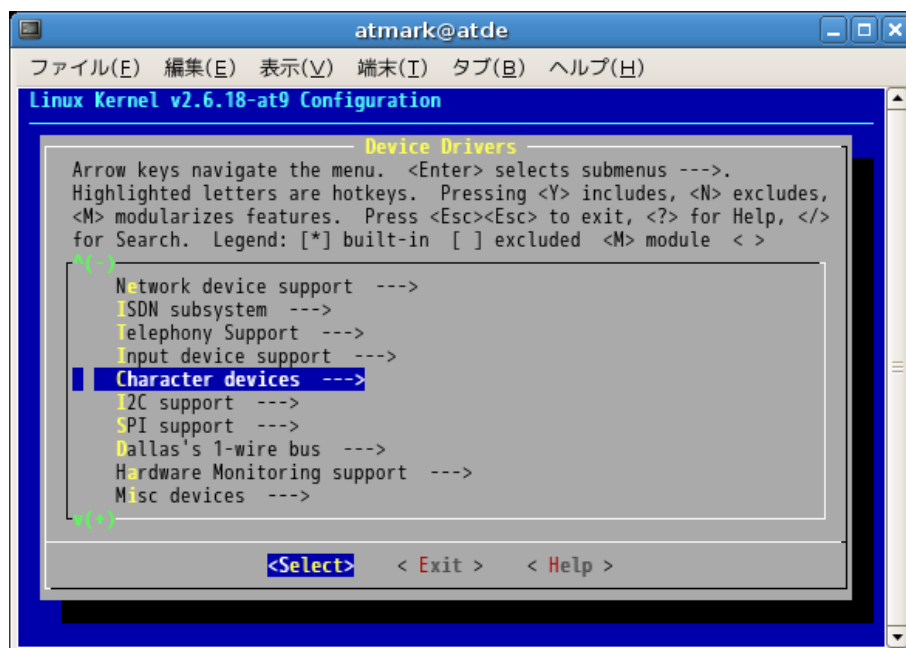 atmark@atde
ファイル(F) 編集(E) 表示(V) 端末(T) タブ(B) ヘルプ(H)
Linux Kernel v2.6.18-at9 Configuration
Device Drivers
Arrow keys navigate the menu. <Enter> selects submenus --->.
Highlighted letters are hotkeys. Pressing <Y> includes, <N> excludes,
<M> modularizes features. Press <Esc><Esc> to exit, <?> for Help, </>
for Search. Legend: [*] built-in [ ] excluded <M> module < >
^(-)
Network device support --->
ISDN subsystem --->
Telephony Support --->
Input device support --->
Character devices --->
I2C support --->
SPI support --->
Dallas's 1-wire bus --->
Hardware Monitoring support --->
Misc devices --->
v(+)
<Select> < Exit > < Help >